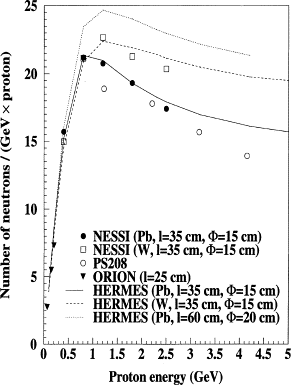 Number of neutrons / (GeV × proton)
25
20
15
10
5
0
NESSI (Pb, l=35 cm, Φ=15 cm)
NESSI (W, l=35 cm, Φ=15 cm)
PS208
ORION (l=25 cm)
HERMES (Pb, l=35 cm, Φ=15 cm)
HERMES (W, l=35 cm, Φ=15 cm)
HERMES (Pb, l=60 cm, Φ=20 cm)
0 0.5 1 1.5 2 2.5 3 3.5 4 4.5 5
Proton energy (GeV)